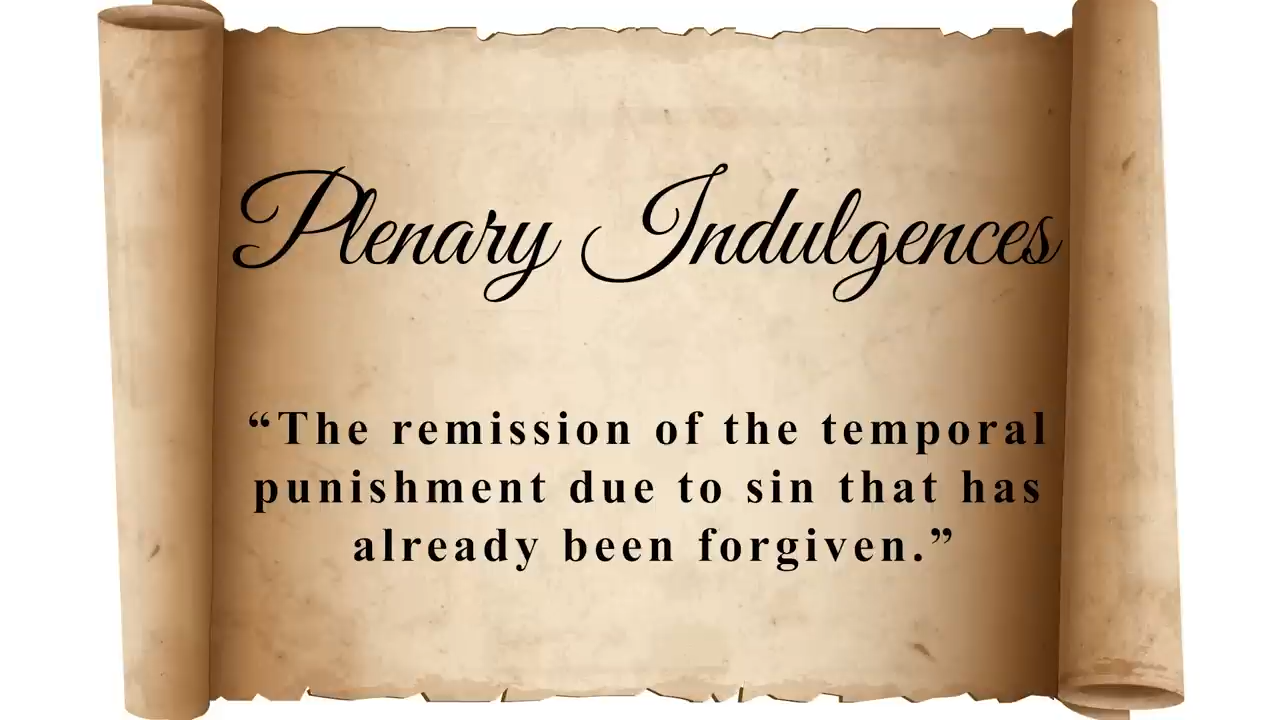 Plenary Indulgences
“The remission of the temporal
punishment due to sin that has
already been forgiven.”